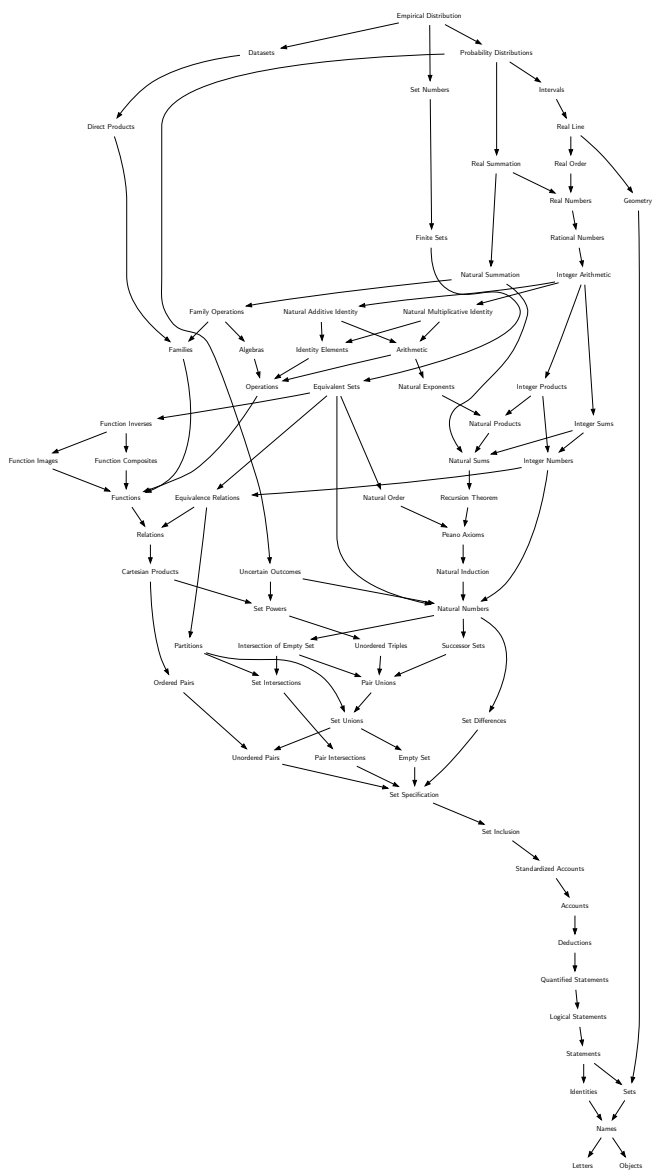 Empirical Distribution
Datasets
Probability Distributions
Set Numbers
Intervals
Direct Products
Real Line
Real Summation
Real Order
Real Numbers
Geometry
Finite Sets
Rational Numbers
Natural Summation
Integer Arithmetic
Family Operations
Natural Additive Identity
Natural Multiplicative Identity
Families
Algebras
Identity Elements
Arithmetic
Operations
Equivalent Sets
Natural Exponents
Integer Products
Function Inverses
Natural Products
Integer Sums
Function Images
Function Composites
Natural Sums
Integer Numbers
Functions
Equivalence Relations
Natural Order
Recursion Theorem
Relations
Peano Axioms
Cartesian Products
Uncertain Outcomes
Natural Induction
Set Powers
Natural Numbers
Partitions
Intersection of Empty Set
Unordered Triples
Successor Sets
Ordered Pairs
Set Intersections
Pair Unions
Set Unions
Set Differences
Unordered Pairs
Pair Intersections
Empty Set
Set Specification
Set Inclusion
Standardized Accounts
Accounts
Deductions
Quantified Statements
Logical Statements
Statements
Identities
Sets
Names
Letters
Objects